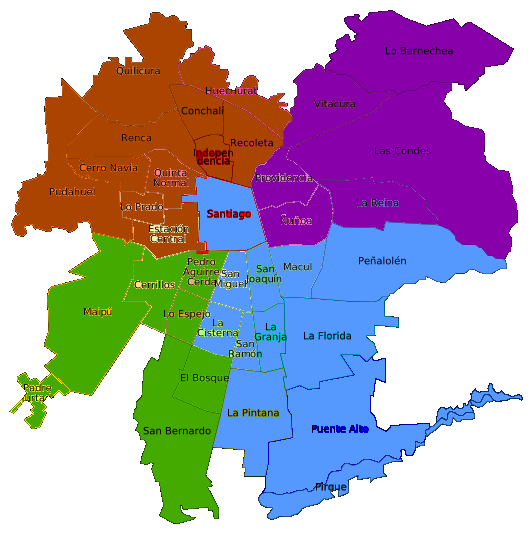 Lo Barnechea
Quilicura
Huechuraba
Vitacura
Conchalí
Renca
Recoleta
Las Condes
Indepen
dencia
Cerro Navia
Quinta
Normal
Providencia
Pudahuel
La Reina
Lo Prado
Santiago
Ñuñoa
Estación
Central
Peñalolén
Pedro
Aguirre
Cerda
San
Miguel
San
Joaquín
Macul
Cerrillos
Maipú
Lo Espejo
La
Cisterna
La
Granja
La Florida
San
Ramón
El Bosque
Padre
Hurtado
La Pintana
San Bernardo
Puente Alto
Pirque